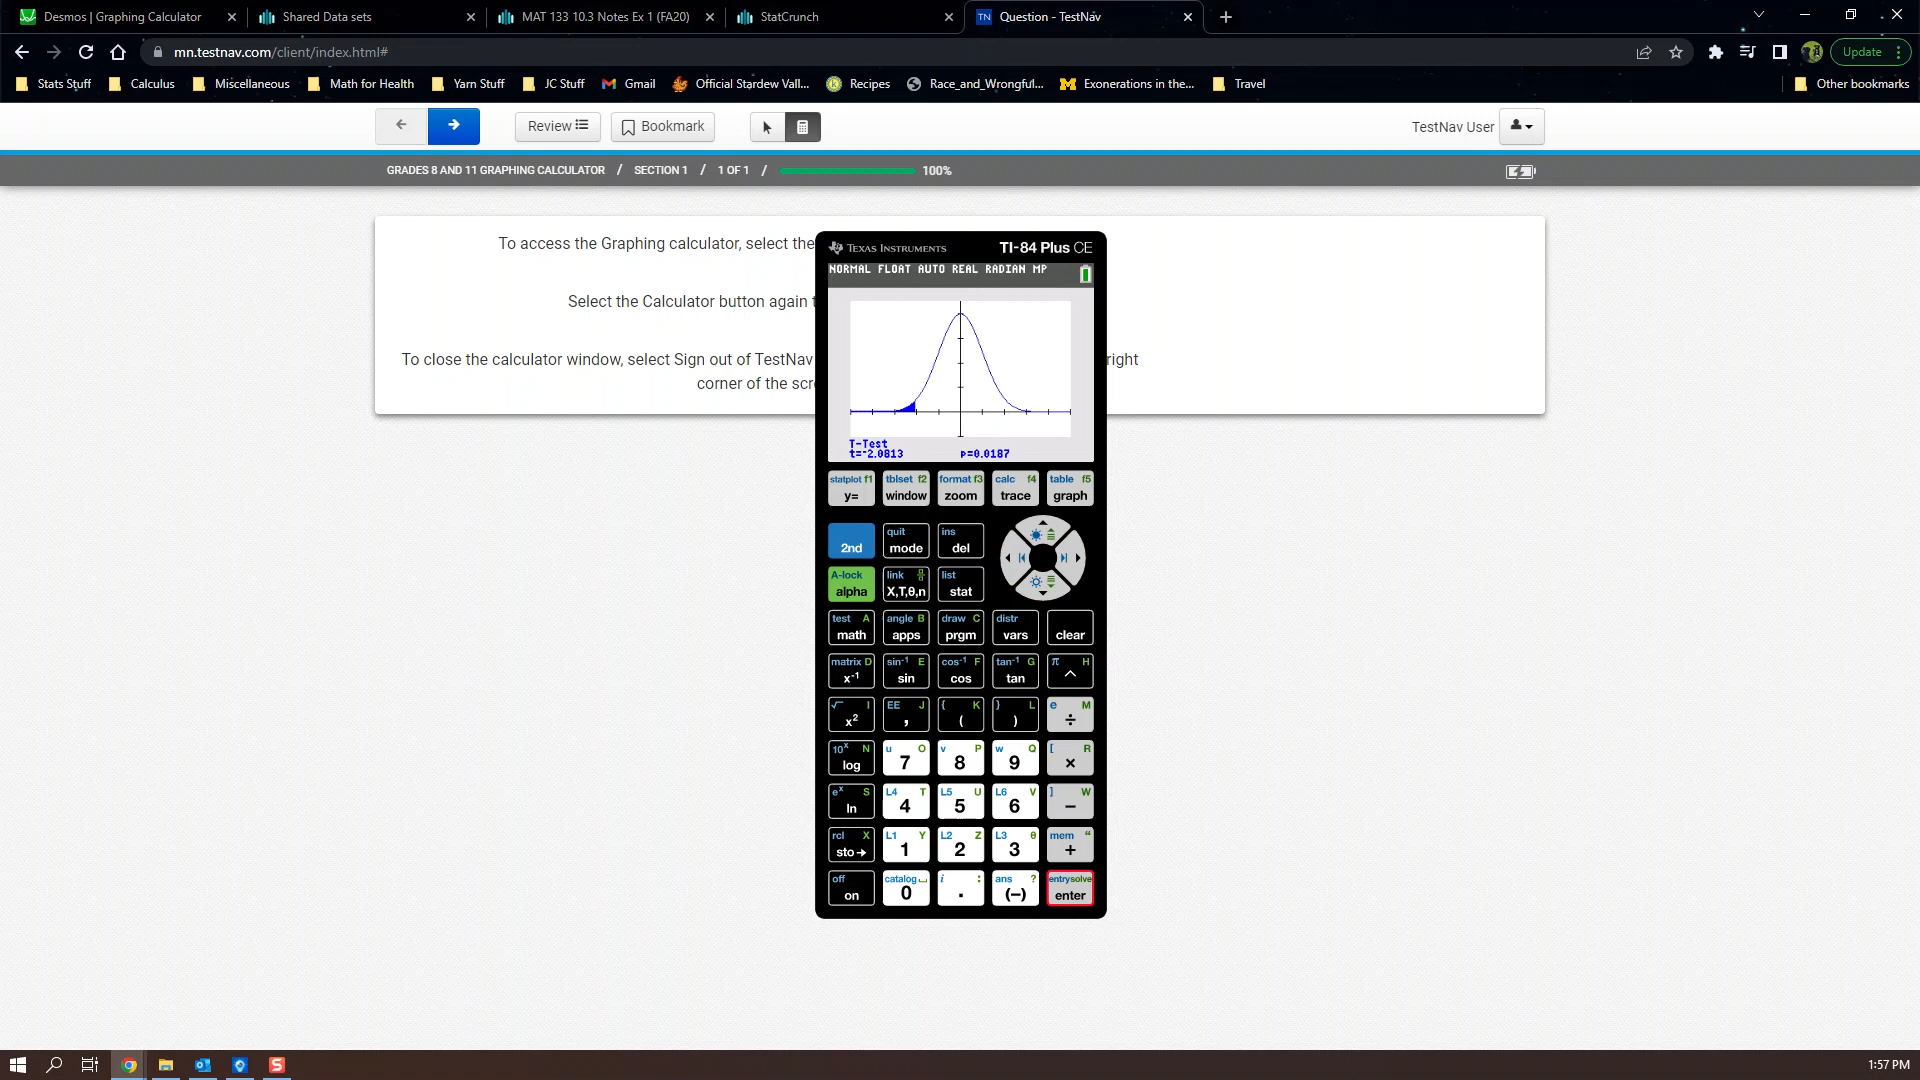 Desmos | Graphing Calculator
Shared Data sets
MAT 133 10.3 Notes Ex 1 (FA20)
StatCrunch
TN Question - TestNav
mn.testnav.com/client/index.html#
Update
Stats Stuff
Calculus
Miscellaneous
Math for Health
Yarn Stuff
JC Stuff
Gmail
Official Stardew Vall...
Recipes
Race_and_Wrongful...
Exonerations in the...
Travel
Other bookmarks
Review
Bookmark
TestNav User
GRADES 8 AND 11 GRAPHING CALCULATOR / SECTION 1 / 1 OF 1 / 100%
To access the Graphing calculator, select the
Select the Calculator button again
To close the calculator window, select Sign out of TestNav
right
corner of the
TEXAS INSTRUMENTS TI-84 Plus CE
NORMAL FLOAT AUTO REAL RADIAN MP
T-Test
t=-2.0813 p=0.0187
statplot f1 tblset f2 format f3 calc f4 table f5
y= window zoom trace graph
quit ins
2nd mode del
A-lock link list
alpha X,T,θ,n stat
test A angle B draw C distr
math apps prgm vars clear
matrix D sin-1 E cos-1 F tan-1 G π H
x-1 sin cos tan ^
√ I EE J { K } L e M
x2 , ( ) ÷
10x N u O v P w Q [ R
log 7 8 9 ×
ex S L4 T L5 U L6 V ] W
ln 4 5 6 −
rcl X L1 Y L2 Z L3 θ mem "
sto→ 1 2 3 +
off catalog i : ans ? entry solve
on 0 . (−) enter
1:57 PM